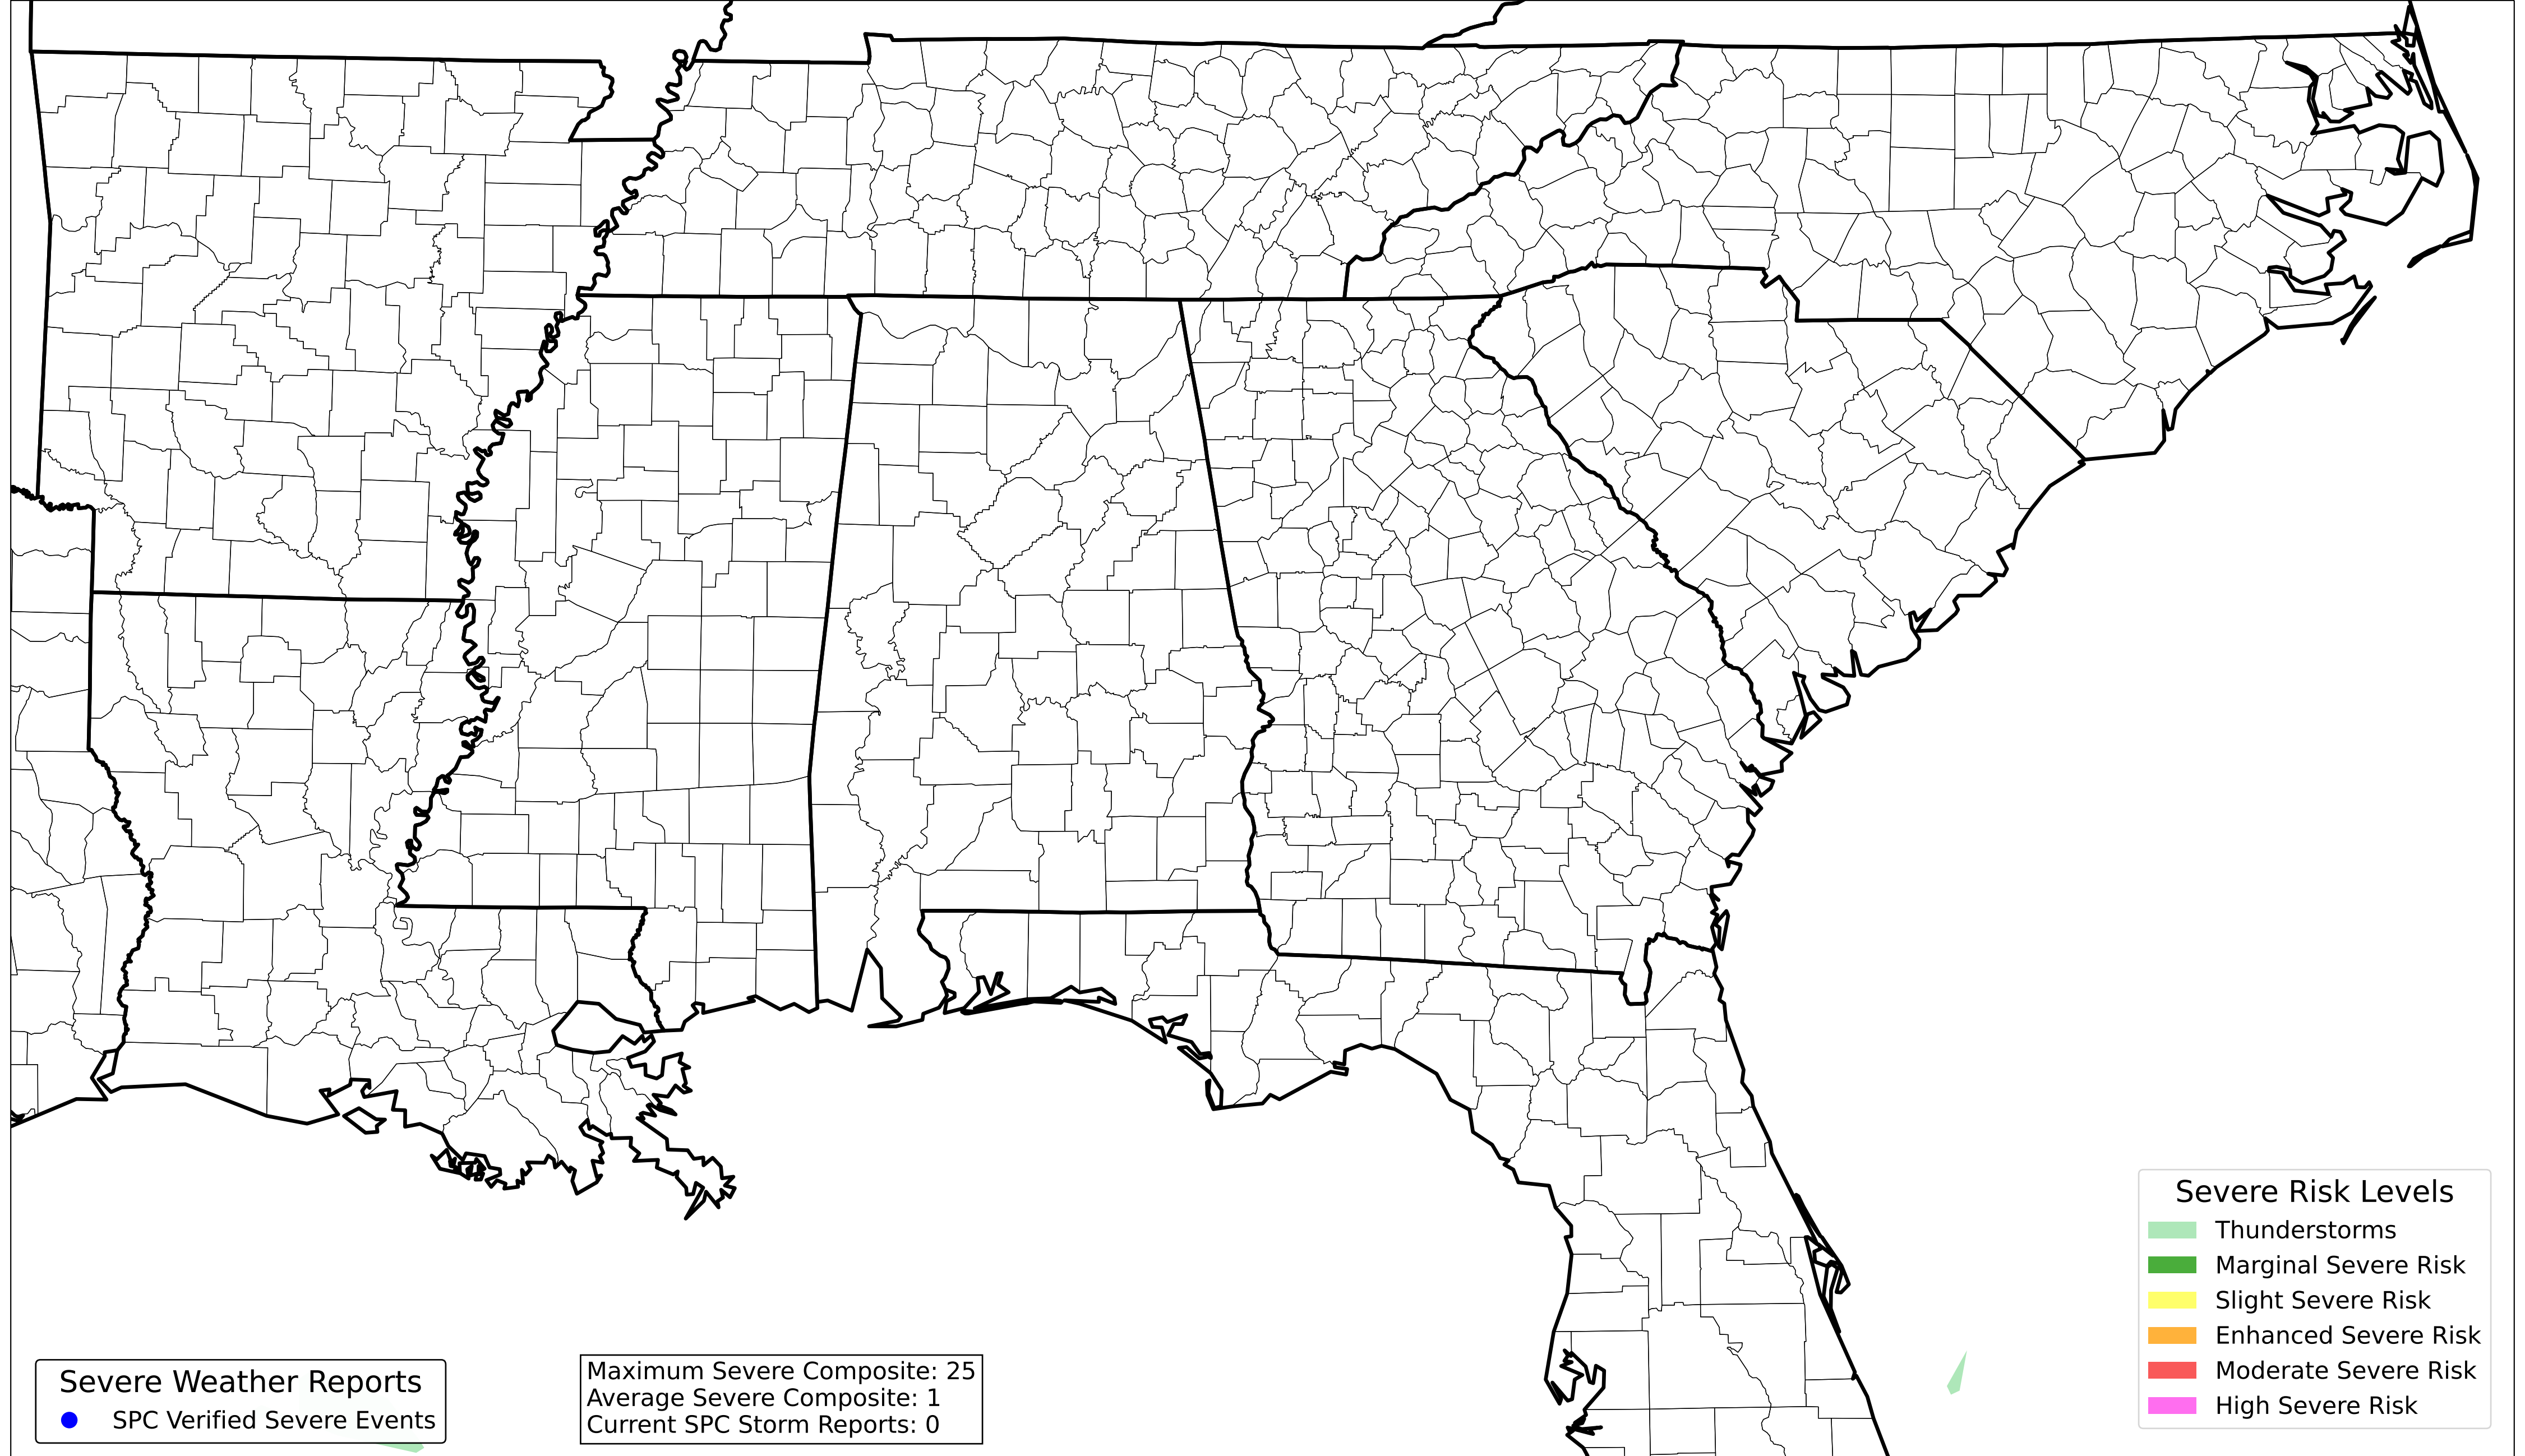 Severe Weather Reports
SPC Verified Severe Events
Maximum Severe Composite: 25
Average Severe Composite: 1
Current SPC Storm Reports: 0
Severe Risk Levels
Thunderstorms
Marginal Severe Risk
Slight Severe Risk
Enhanced Severe Risk
Moderate Severe Risk
High Severe Risk